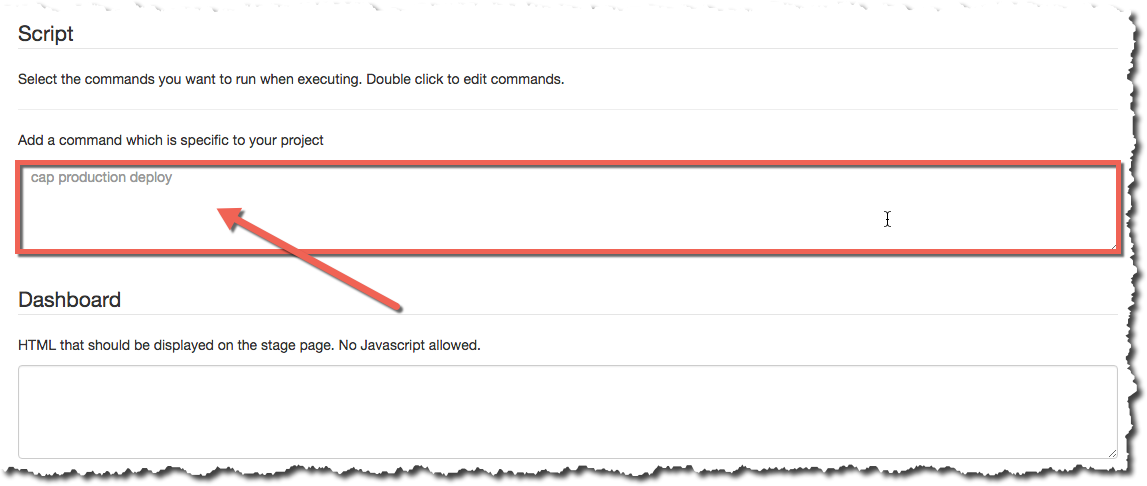 Script
Select the commands you want to run when executing. Double click to edit commands.
Add a command which is specific to your project
cap production deploy
Dashboard
HTML that should be displayed on the stage page. No Javascript allowed.